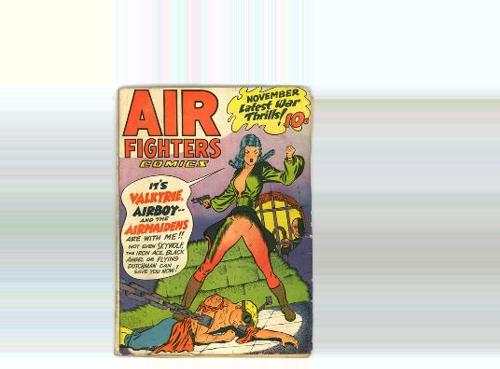 AIR
FIGHTERS
COMICS
NOVEMBER
Latest War
Thrills!
10¢
IT'S
VALKYRIE,
AIRBOY--
AND THE
AIRMAIDENS
ARE WITH ME!!
NOT EVEN SKYWOLF,
THE IRON ACE, BLACK
ANGEL OR FLYING
DUTCHMAN CAN
SAVE YOU NOW!